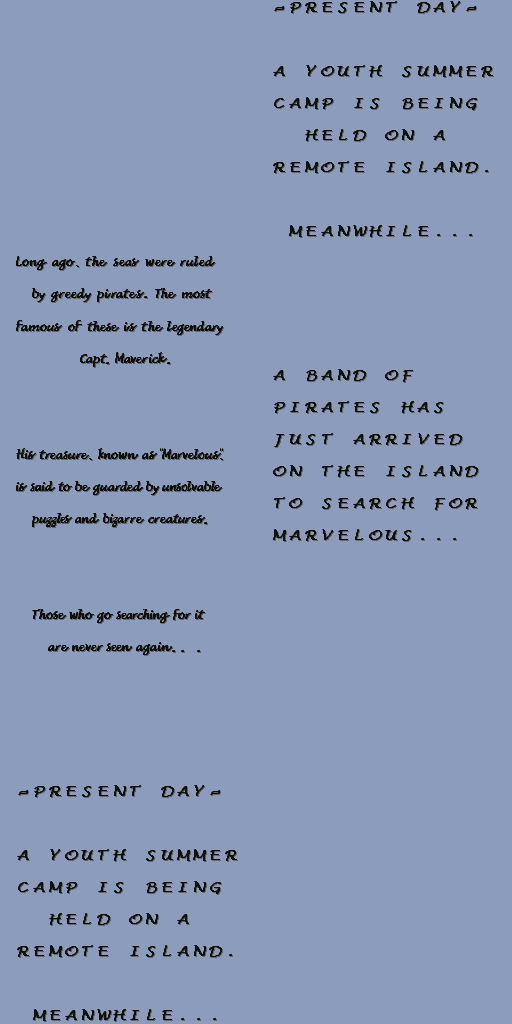 Long ago, the seas were ruled
by greedy pirates. The most
famous of these is the legendary
Capt. Maverick.
His treasure, known as "Marvelous",
is said to be guarded by unsolvable
puzzles and bizarre creatures.
Those who go searching for it
are never seen again. . .
~PRESENT DAY~
A YOUTH SUMMER
CAMP IS BEING
HELD ON A
REMOTE ISLAND.
MEANWHILE...
~PRESENT DAY~
A YOUTH SUMMER
CAMP IS BEING
HELD ON A
REMOTE ISLAND.
MEANWHILE...
A BAND OF
PIRATES HAS
JUST ARRIVED
ON THE ISLAND
TO SEARCH FOR
MARVELOUS...